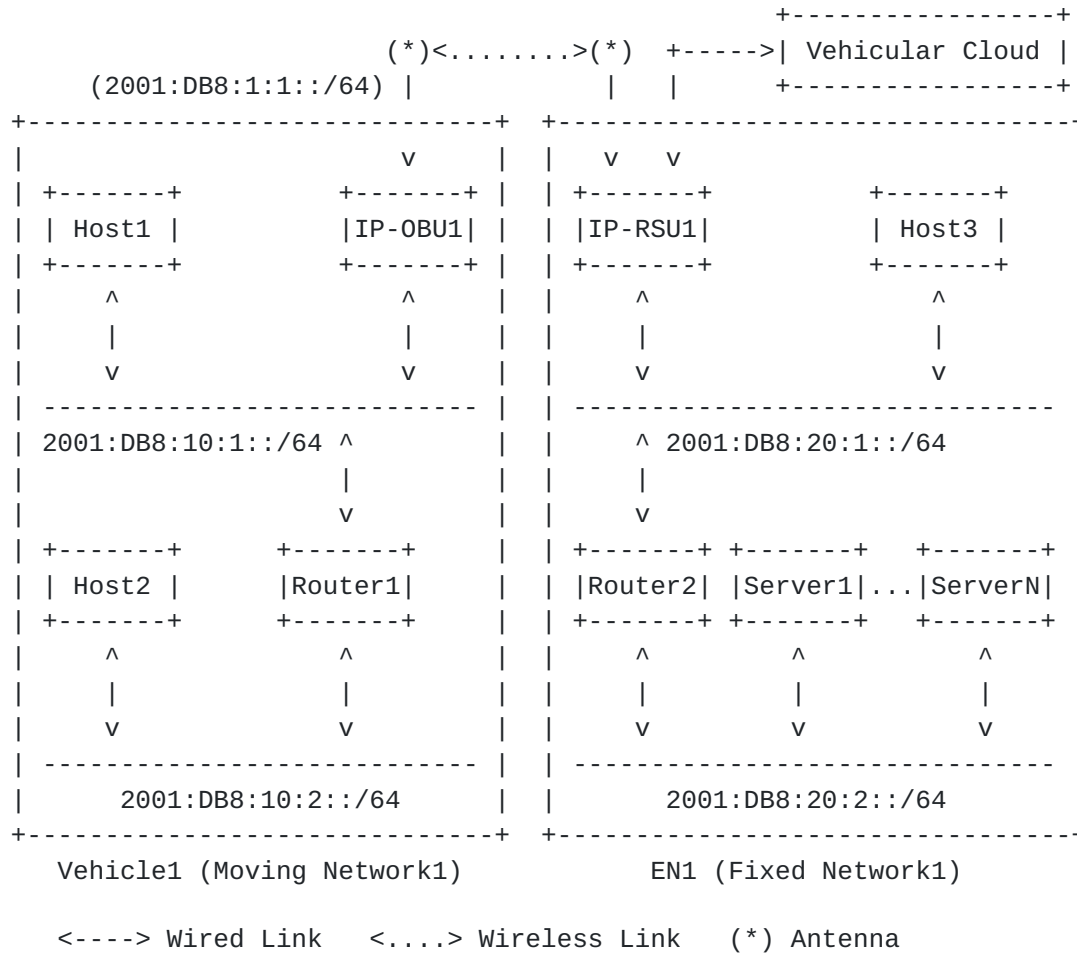 +-----------------+
                        (*)<........>(*)  +----->| Vehicular Cloud |
     (2001:DB8:1:1::/64) |            |   |      +-----------------+
+------------------------------+  +---------------------------------+
|                        v     |  |   v   v
| +-------+          +-------+ |  | +-------+          +-------+
| | Host1 |          |IP-OBU1| |  | |IP-RSU1|          | Host3 |
| +-------+          +-------+ |  | +-------+          +-------+
|     ^                  ^     |  |     ^                  ^
|     |                  |     |  |     |                  |
|     v                  v     |  |     v                  v
| ---------------------------- |  | -------------------------------
| 2001:DB8:10:1::/64 ^         |  |     ^ 2001:DB8:20:1::/64
|                    |         |  |     |
|                    v         |  |     v
| +-------+      +-------+     |  | +-------+ +-------+   +-------+
| | Host2 |      |Router1|     |  | |Router2| |Server1|...|ServerN|
| +-------+      +-------+     |  | +-------+ +-------+   +-------+
|     ^              ^         |  |     ^         ^           ^
|     |              |         |  |     |         |           |
|     v              v         |  |     v         v           v
| ---------------------------- |  | -------------------------------
|      2001:DB8:10:2::/64      |  |       2001:DB8:20:2::/64
+------------------------------+  +---------------------------------+
   Vehicle1 (Moving Network1)            EN1 (Fixed Network1)

   <----> Wired Link   <....> Wireless Link   (*) Antenna